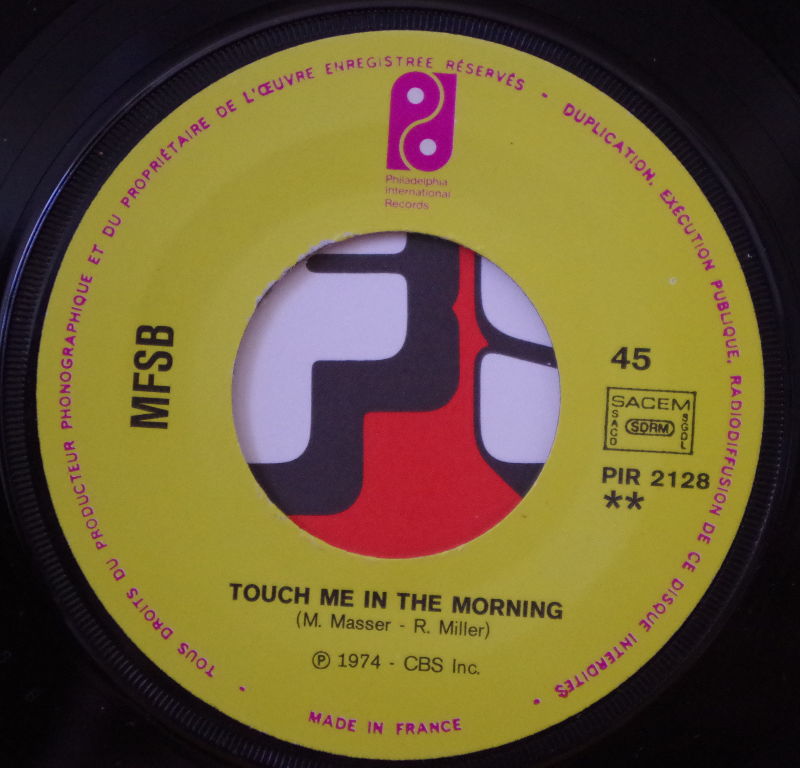 TOUS DROITS DU PRODUCTEUR PHONOGRAPHIQUE ET DU PROPRIÉTAIRE DE L'ŒUVRE ENREGISTRÉE RÉSERVÉS - DUPLICATION, EXÉCUTION PUBLIQUE, RADIODIFUSION DE CE DISQUE INTERDITES -
Philadelphia
International
Records
MFSB
45
SACEM
SACD
SDRM
SGDL
PIR 2128
**
TOUCH ME IN THE MORNING
(M. Masser - R. Miller)
℗ 1974 - CBS Inc.
MADE IN FRANCE -